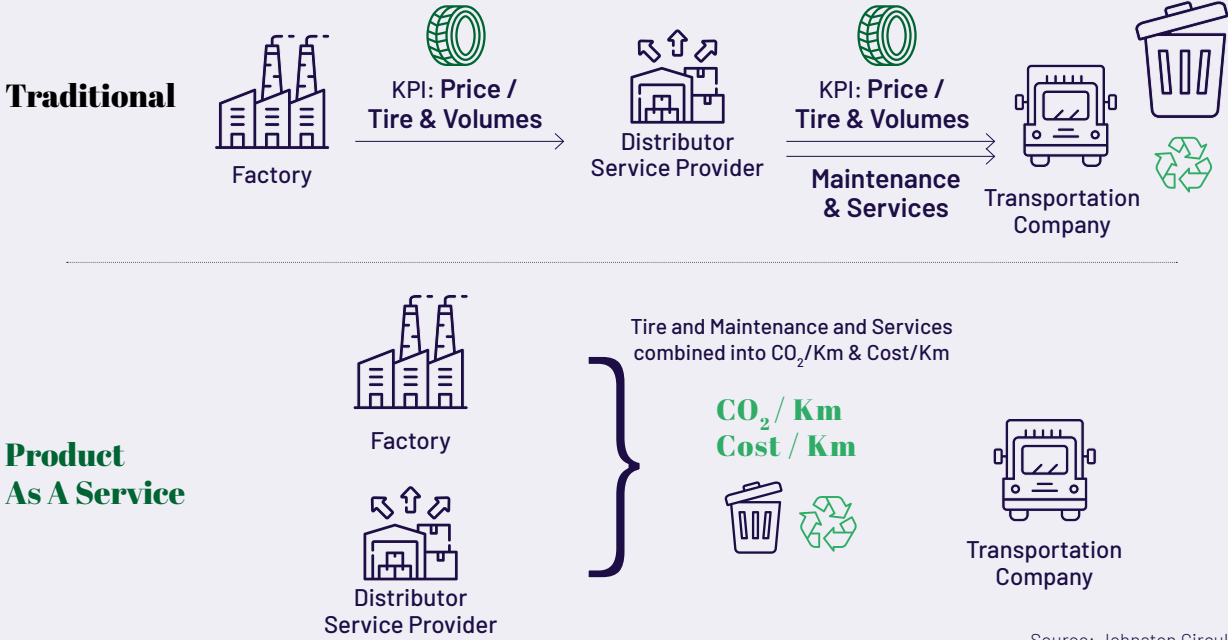 Traditional
Factory
KPI: Price /
Tire & Volumes
Distributor
Service Provider
KPI: Price /
Tire & Volumes
Maintenance
& Services
Transportation
Company
Product
As A Service
Factory
Distributor
Service Provider
Tire and Maintenance and Services
combined into CO₂/Km & Cost/Km
CO₂ / Km
Cost / Km
Transportation
Company
Source: Johnston